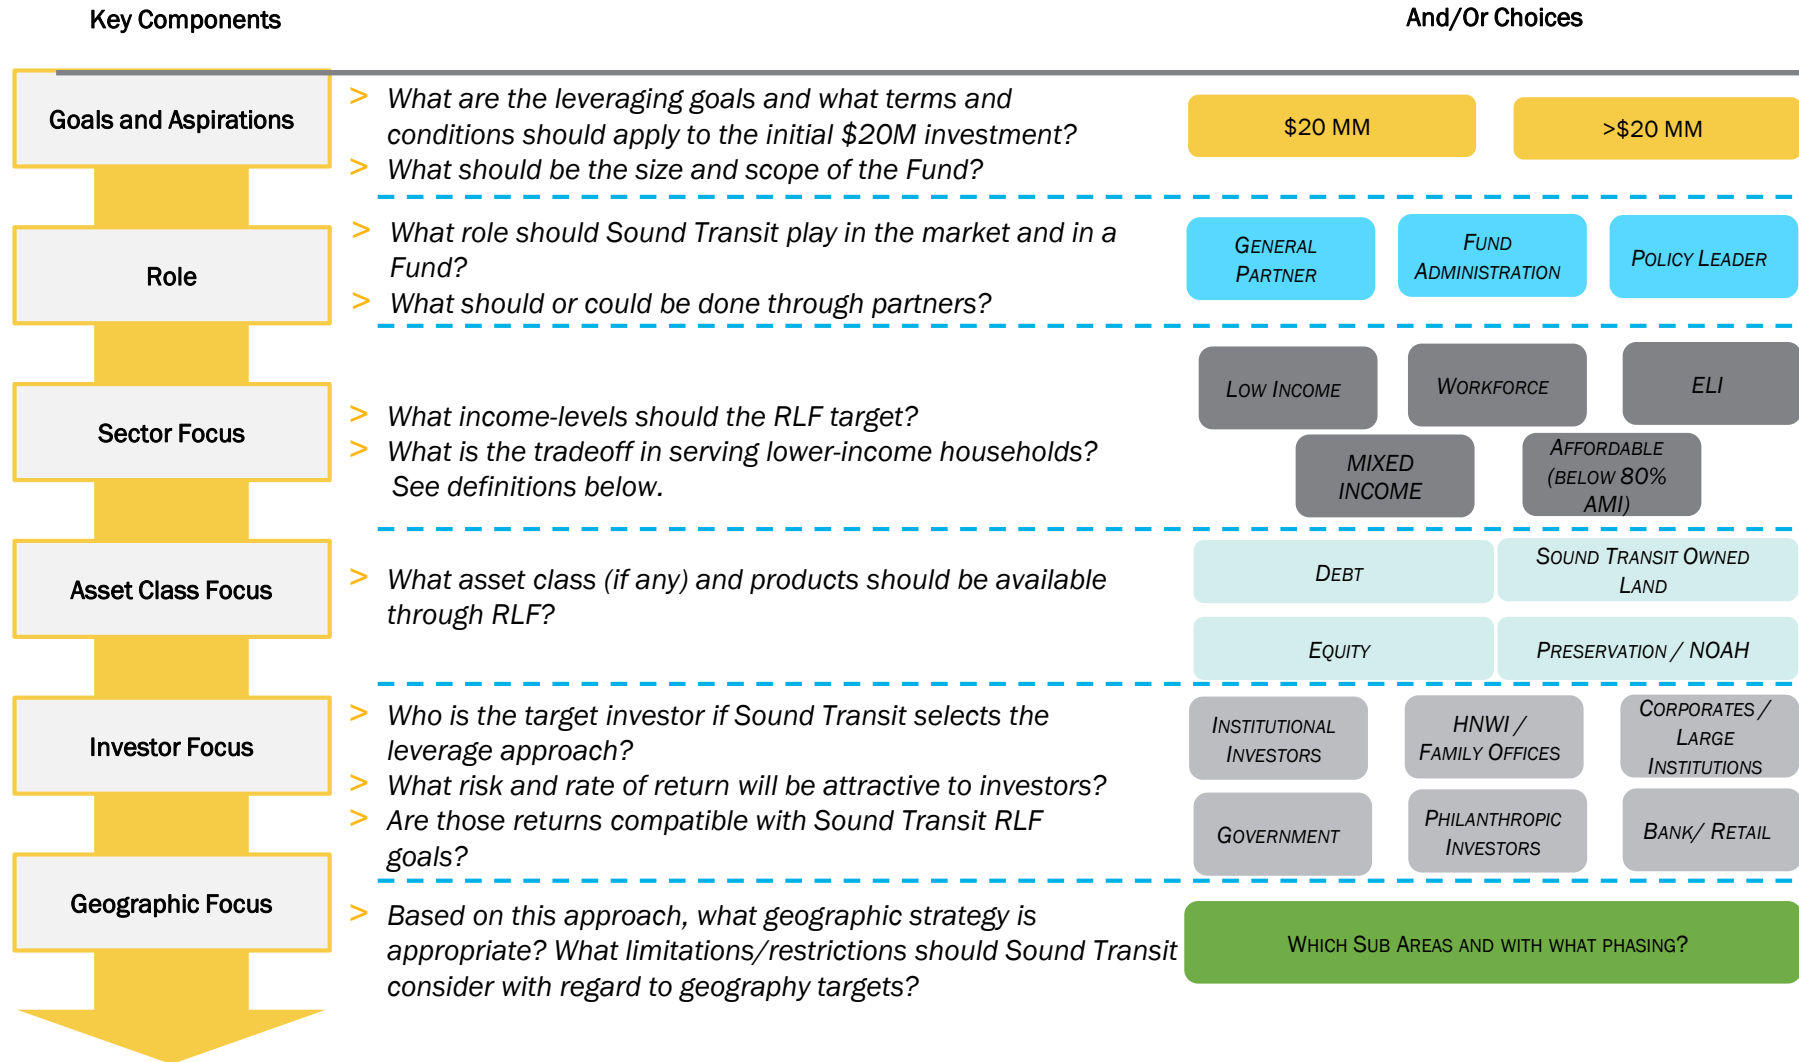 Key Components
And/Or Choices
Goals and Aspirations
> What are the leveraging goals and what terms and
conditions should apply to the initial $20M investment?
> What should be the size and scope of the Fund?
$20 MM
>$20 MM
Role
> What role should Sound Transit play in the market and in a
Fund?
> What should or could be done through partners?
GENERAL
PARTNER
FUND
ADMINISTRATION
POLICY LEADER
Sector Focus
> What income-levels should the RLF target?
> What is the tradeoff in serving lower-income households?
See definitions below.
LOW INCOME
WORKFORCE
ELI
MIXED
INCOME
AFFORDABLE
(BELOW 80%
AMI)
Asset Class Focus
> What asset class (if any) and products should be available
through RLF?
DEBT
SOUND TRANSIT OWNED
LAND
EQUITY
PRESERVATION / NOAH
Investor Focus
> Who is the target investor if Sound Transit selects the
leverage approach?
> What risk and rate of return will be attractive to investors?
> Are those returns compatible with Sound Transit RLF
goals?
INSTITUTIONAL
INVESTORS
HNWI /
FAMILY OFFICES
CORPORATES /
LARGE
INSTITUTIONS
GOVERNMENT
PHILANTHROPIC
INVESTORS
BANK/ RETAIL
Geographic Focus
> Based on this approach, what geographic strategy is
appropriate? What limitations/restrictions should Sound Transit
consider with regard to geography targets?
WHICH SUB AREAS AND WITH WHAT PHASING?